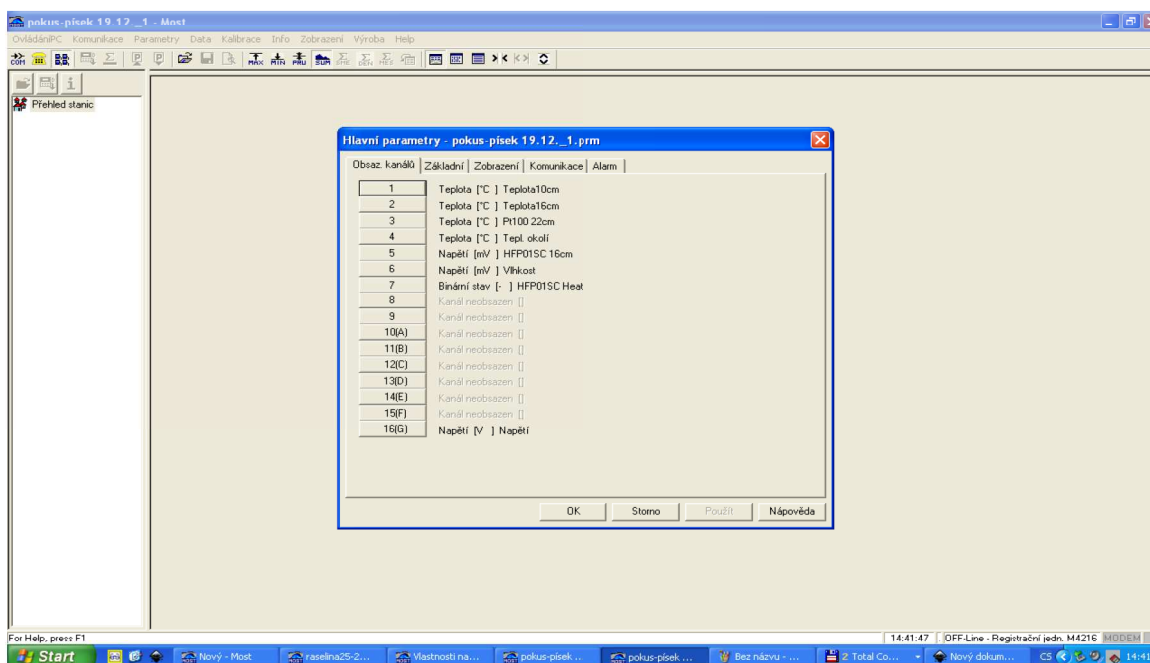 pokus-písek 19.12._1 - Most
OvládániPC Komunikace Parametry Data Kalibrace Info Zobrazení Výroba Help
COM MAX MIN PRU SUM
Přehled stanic
Hlavní parametry - pokus-písek 19.12._1.prm
Obsaz. kanálů Základní Zobrazení Komunikace Alarm
1 Teplota [°C ] Teplota10cm
2 Teplota [°C ] Teplota16cm
3 Teplota [°C ] Pt100 22cm
4 Teplota [°C ] Tepl. okolí
5 Napětí [mV ] HFP01SC 16cm
6 Napětí [mV ] Vlhkost
7 Binární stav [- ] HFP01SC Heat
8 Kanál neobsazen []
9 Kanál neobsazen []
10(A) Kanál neobsazen []
11(B) Kanál neobsazen []
12(C) Kanál neobsazen []
13(D) Kanál neobsazen []
14(E) Kanál neobsazen []
15(F) Kanál neobsazen []
16(G) Napětí [V ] Napětí
OK Storno Použít Nápověda
For Help, press F1
14:41:47 OFF-Line - Registrační jedn. M4216 MODEM
Start Nový - Most raselina25-2... Vlastnosti na... pokus-písek ... pokus-písek ... Bez názvu - ... 2 Total Co... Nový dokum... CS 14:41